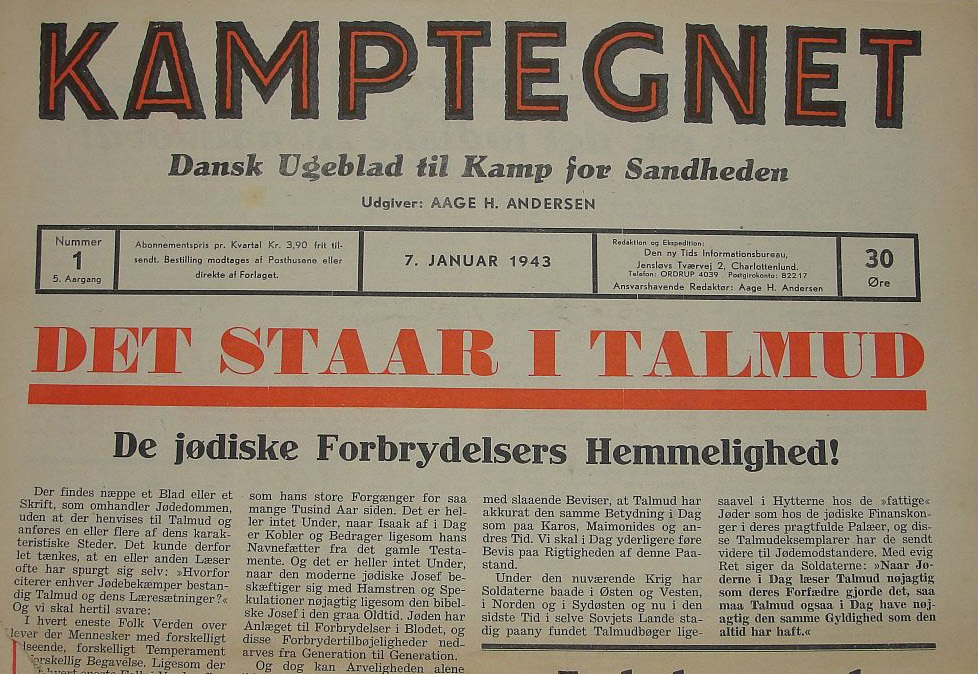 KAMPTEGNET
Dansk Ugeblad til Kamp for Sandheden
Udgiver: AAGE H. ANDERSEN
Nummer
1
5. Aargang
Abonnementspris pr. Kvartal Kr. 3,90 frit til-
sendt. Bestilling modtages af Posthusene eller
direkte af Forlaget.
7. JANUAR 1943
Redaktion og Ekspedition:
Den ny Tids Informationsbureau,
Jensløvs Tværvej 2, Charlottenlund.
Telefon: ORDRUP 4039 Postgirokonto: 82217
Ansvarshavende Redaktør: Aage H. Andersen
30
Øre
DET STAAR I TALMUD
De jødiske Forbrydelsers Hemmelighed!
Der findes næppe et Blad eller et
Skrift, som omhandler Jødedommen,
uden at der henvises til Talmud og
anføres en eller flere af dens karak-
teristiske Steder. Det kunde derfor
let tænkes, at en eller anden Læser
ofte har spurgt sig selv: »Hvorfor
citerer enhver Jødebekæmper bestan-
dig Talmud og dens Læresætninger?«
Og vi skal hertil svare:
I hvert eneste Folk Verden over
lever der Mennesker med forskelligt
Udseende, forskelligt Temperament
forskellig Begavelse. Ligesom der
hvert eneste Folk
som hans store Forgænger for saa
mange Tusind Aar siden. Det er hel-
ler intet Under, naar Isaak af i Dag
er Kobler og Bedrager ligesom hans
Navnefætter fra det gamle Testa-
mente. Og det er heller intet Under,
naar den moderne jødiske Josef be-
skæftiger sig med Hamstren og Spe-
kulationer nøjagtig ligesom den bibel-
ske Josef i den graa Oldtid. Jøden har
Anlæget til Forbrydelser i Blodet, og
disse Forbrydertilbøjeligheder ned-
arves fra Generation til Generation.
Og dog kan Arveligheden alene
med slaaende Beviser, at Talmud har
akkurat den samme Betydning i Dag
som paa Karos, Maimonides og an-
dres Tid. Vi skal i Dag yderligere føre
Bevis paa Rigtigheden af denne Paa-
stand.
Under den nuværende Krig har
Soldaterne baade i Østen og Vesten,
i Norden og i Sydøsten og nu i den
sidste Tid i selve Sovjets Lande sta-
dig paany fundet Talmudbøger lige-
saavel i Hytterne hos de »fattige«
Jøder som hos de jødiske Finanskon-
ger i deres pragtfulde Palæer, og dis-
se Talmudeksemplarer har de sendt
videre til Jødemodstandere. Med evig
Ret siger da Soldaterne: »Naar Jø-
derne i Dag læser Talmud nøjagtig
som deres Forfædre gjorde det, saa
maa Talmud ogsaa i Dag have nøj-
agtig den samme Gyldighed som den
altid har haft.«